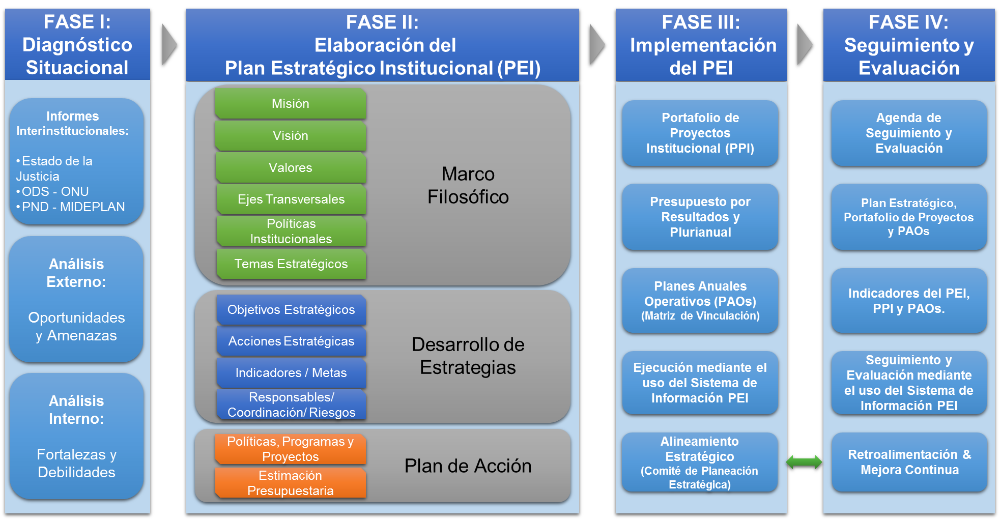 FASE I:
Diagnóstico
Situacional
Informes
Interinstitucionales:
• Estado de la
Justicia
• ODS - ONU
• PND - MIDEPLAN
Análisis
Externo:
Oportunidades
y Amenazas
Análisis
Interno:
Fortalezas y
Debilidades
FASE II:
Elaboración del
Plan Estratégico Institucional (PEI)
Misión
Visión
Valores
Ejes Transversales
Políticas
Institucionales
Temas Estratégicos
Marco
Filosófico
Objetivos Estratégicos
Acciones Estratégicas
Indicadores / Metas
Responsables/
Coordinación/ Riesgos
Desarrollo de
Estrategias
Políticas, Programas y
Proyectos
Estimación
Presupuestaria
Plan de Acción
FASE III:
Implementación
del PEI
Portafolio de
Proyectos
Institucional (PPI)
Presupuesto por
Resultados y
Plurianual
Planes Anuales
Operativos (PAOs)
(Matriz de Vinculación)
Ejecución mediante el
uso del Sistema de
Información PEI
Alineamiento
Estratégico
(Comité de Planeación
Estratégica)
FASE IV:
Seguimiento y
Evaluación
Agenda de
Seguimiento y
Evaluación
Plan Estratégico,
Portafolio de Proyectos
y PAOs
Indicadores del PEI,
PPI y PAOs.
Seguimiento y
Evaluación mediante
el uso del Sistema de
Información PEI
Retroalimentación &
Mejora Continua